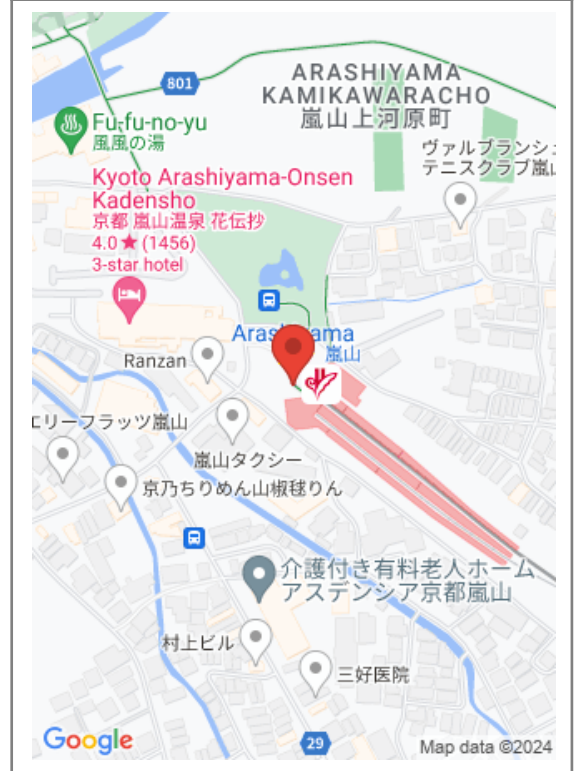 801
ARASHIYAMA
KAMIKAWARACHO
嵐山上河原町
Fu-fu-no-yu
風風の湯
ヴァルブランシュ
テニスクラブ嵐山
Kyoto Arashiyama-Onsen
Kadensho
京都 嵐山温泉 花伝抄
4.0★(1456)
3-star hotel
Arashiyama
嵐山
Ranzan
エリーフラッツ嵐山
嵐山タクシー
京乃ちりめん山椒毬りん
介護付き有料老人ホーム
アステンシア京都嵐山
村上ビル
三好医院
29
Google
Map data ©2024